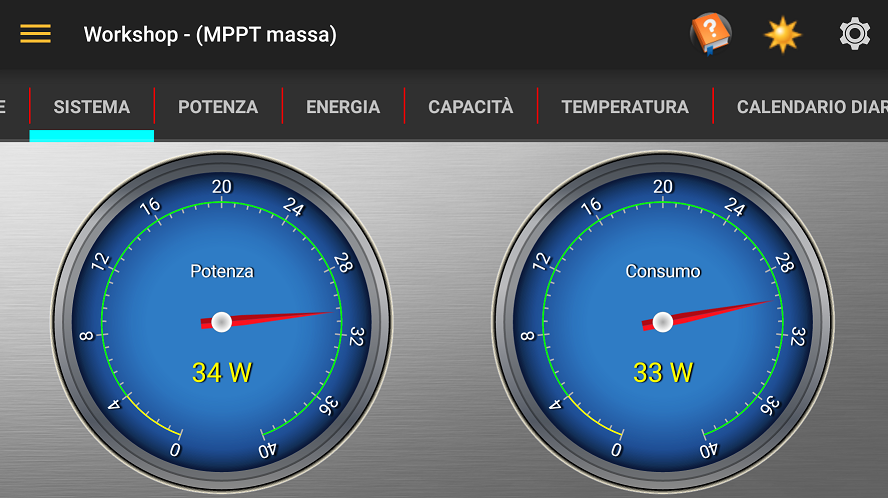 Workshop - (MPPT massa)
E SISTEMA POTENZA ENERGIA CAPACITÀ TEMPERATURA CALENDARIO DIAR
0 4 8 12 16 20 24 28 32 36 40
Potenza
34 W
0 4 8 12 16 20 24 28 32 36 40
Consumo
33 W